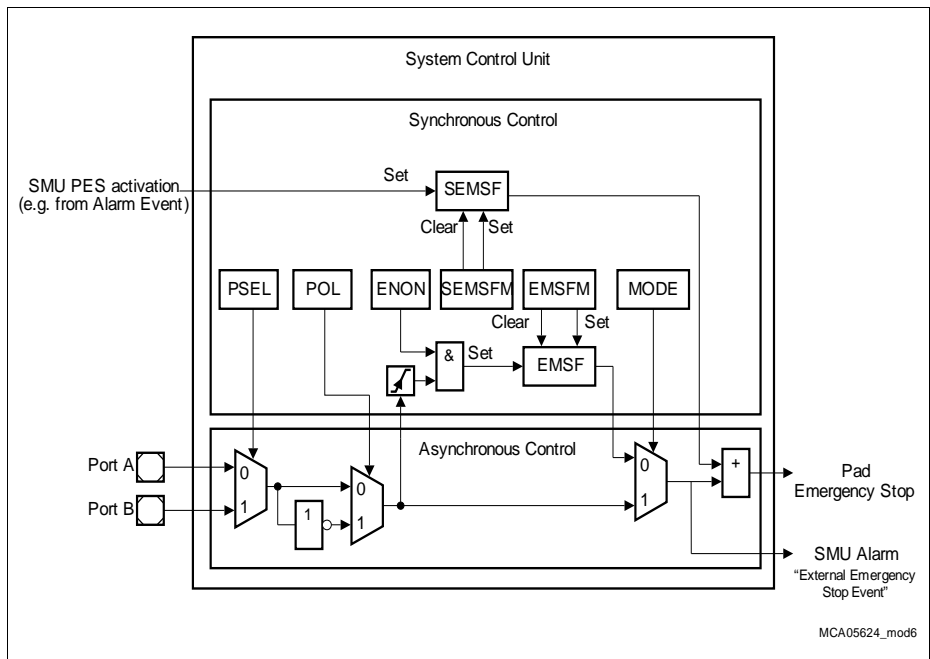 System Control Unit
Synchronous Control
SMU PES activation
(e.g. from Alarm Event)
Set
SEMSF
Clear
Set
PSEL
POL
ENON
SEMSFM
EMSFM
MODE
Clear
Set
&
Set
EMSF
Asynchronous Control
Port A
0
Port B
1
1
0
1
0
1
+
Pad
Emergency Stop
SMU Alarm
“External Emergency
Stop Event”
MCA05624_mod6